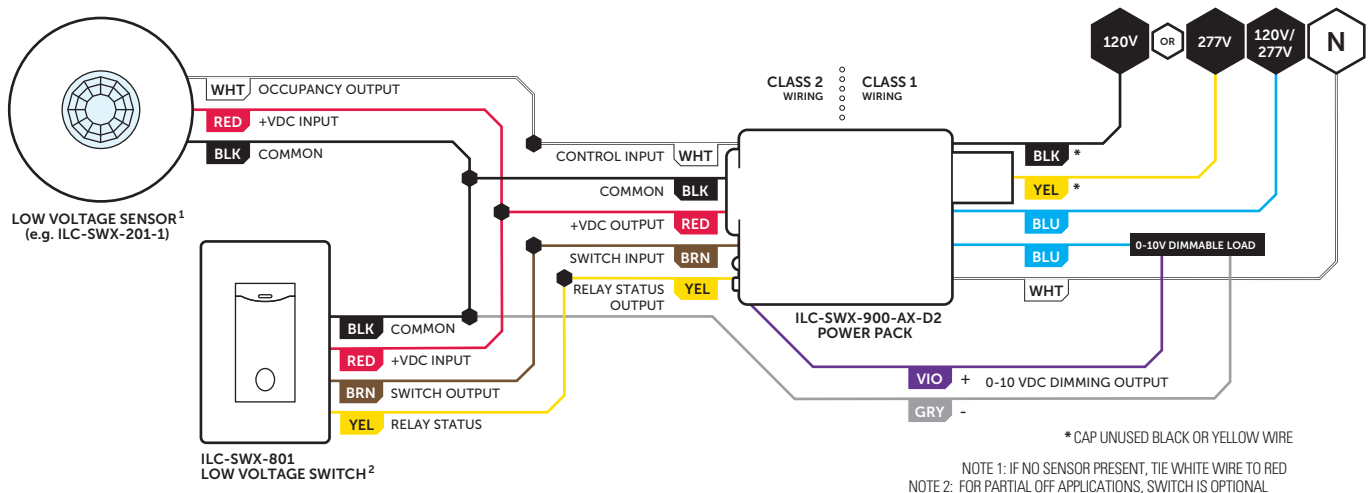 120V
OR
277V
120V/
277V
N
CLASS 2
WIRING
CLASS 1
WIRING
WHT OCCUPANCY OUTPUT
RED +VDC INPUT
BLK COMMON
LOW VOLTAGE SENSOR1
(e.g. ILC-SWX-201-1)
CONTROL INPUT WHT
COMMON BLK
+VDC OUTPUT RED
SWITCH INPUT BRN
RELAY STATUS YEL
OUTPUT
BLK *
YEL *
BLU
BLU
WHT
0-10V DIMMABLE LOAD
ILC-SWX-900-AX-D2
POWER PACK
BLK COMMON
RED +VDC INPUT
BRN SWITCH OUTPUT
YEL RELAY STATUS
VIO + 0-10 VDC DIMMING OUTPUT
GRY -
ILC-SWX-801
LOW VOLTAGE SWITCH2
* CAP UNUSED BLACK OR YELLOW WIRE
NOTE 1: IF NO SENSOR PRESENT, TIE WHITE WIRE TO RED
NOTE 2: FOR PARTIAL OFF APPLICATIONS, SWITCH IS OPTIONAL